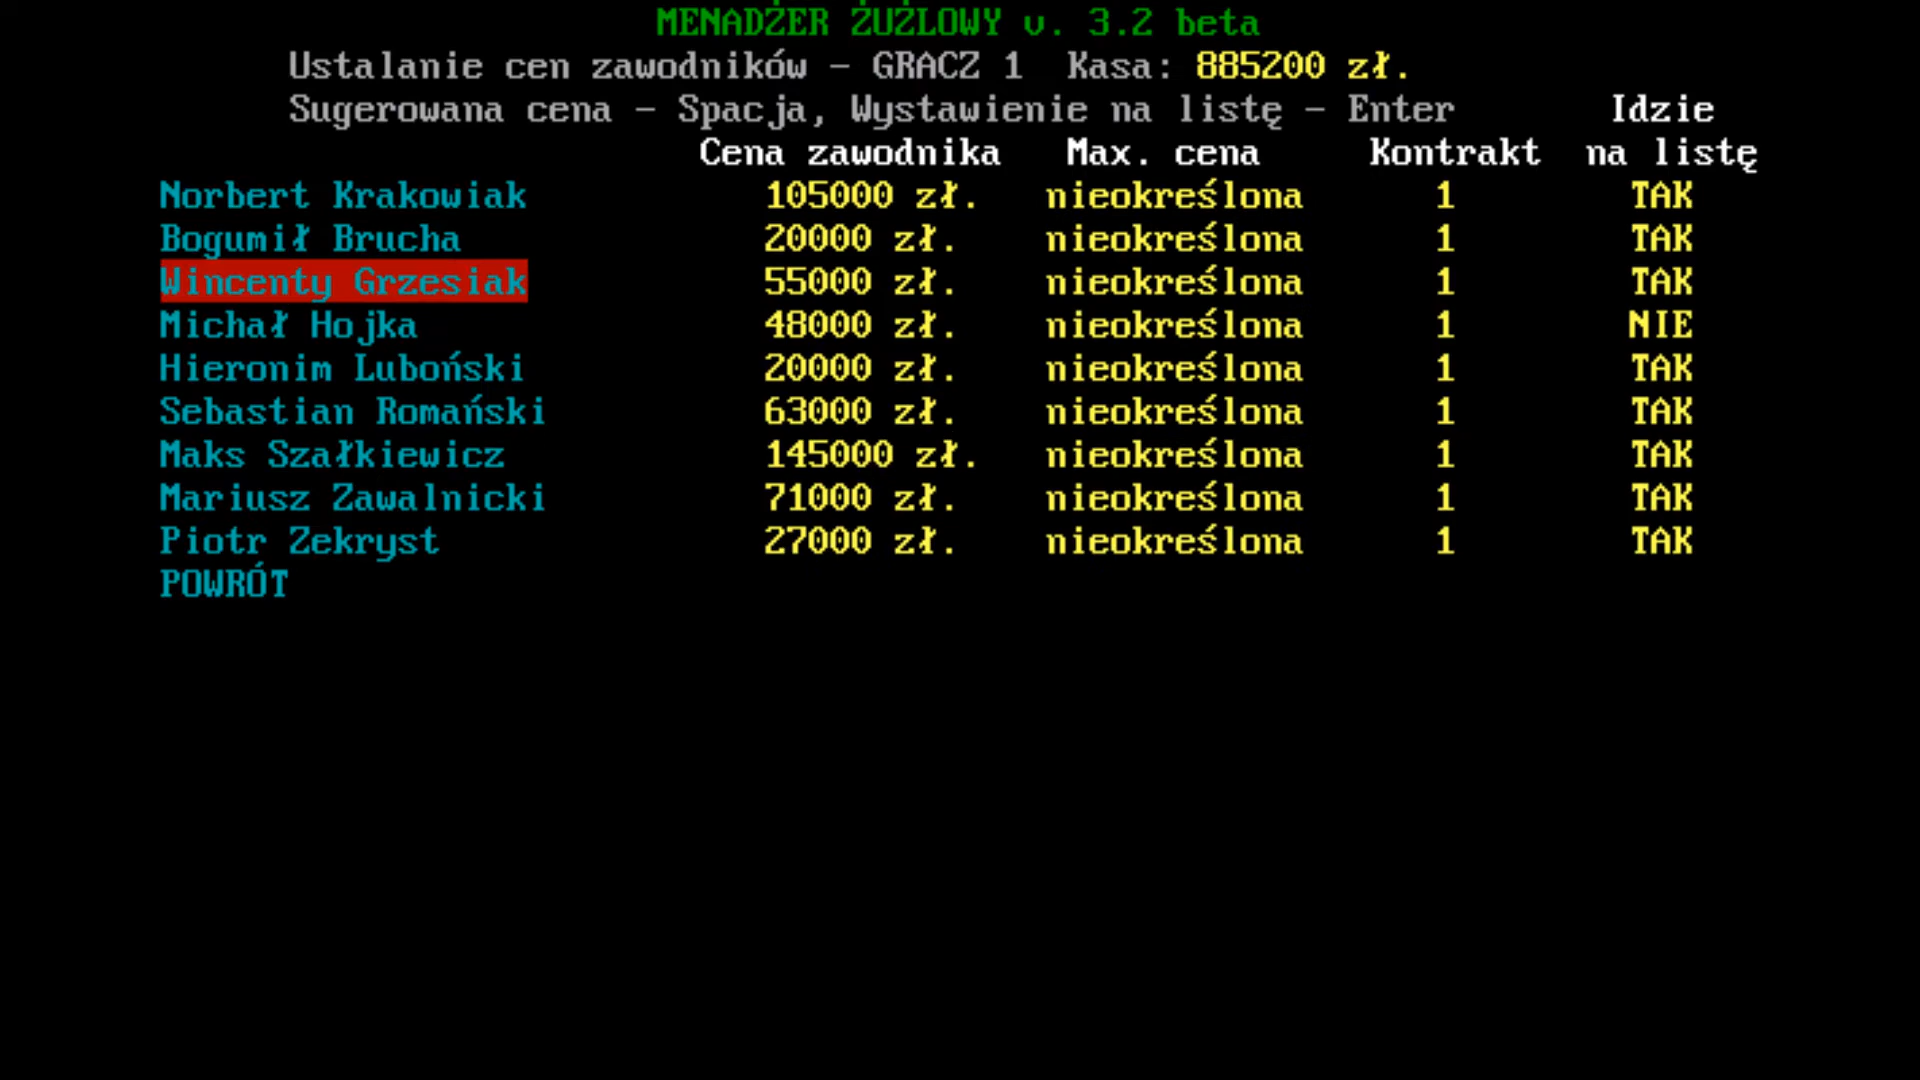 MENADŻER ŻUŻLOWY v. 3.2 beta
Ustalanie cen zawodników - GRACZ 1 Kasa: 885200 zł.
Sugerowana cena - Spacja, Wystawienie na listę - Enter Idzie
Cena zawodnika Max. cena Kontrakt na listę
Norbert Krakowiak 105000 zł. nieokreślona 1 TAK
Bogumił Brucha 20000 zł. nieokreślona 1 TAK
Wincenty Grzesiak 55000 zł. nieokreślona 1 TAK
Michał Hojka 48000 zł. nieokreślona 1 NIE
Hieronim Luboński 20000 zł. nieokreślona 1 TAK
Sebastian Romański 63000 zł. nieokreślona 1 TAK
Maks Szałkiewicz 145000 zł. nieokreślona 1 TAK
Mariusz Zawalnicki 71000 zł. nieokreślona 1 TAK
Piotr Zekryst 27000 zł. nieokreślona 1 TAK
POWRÓT